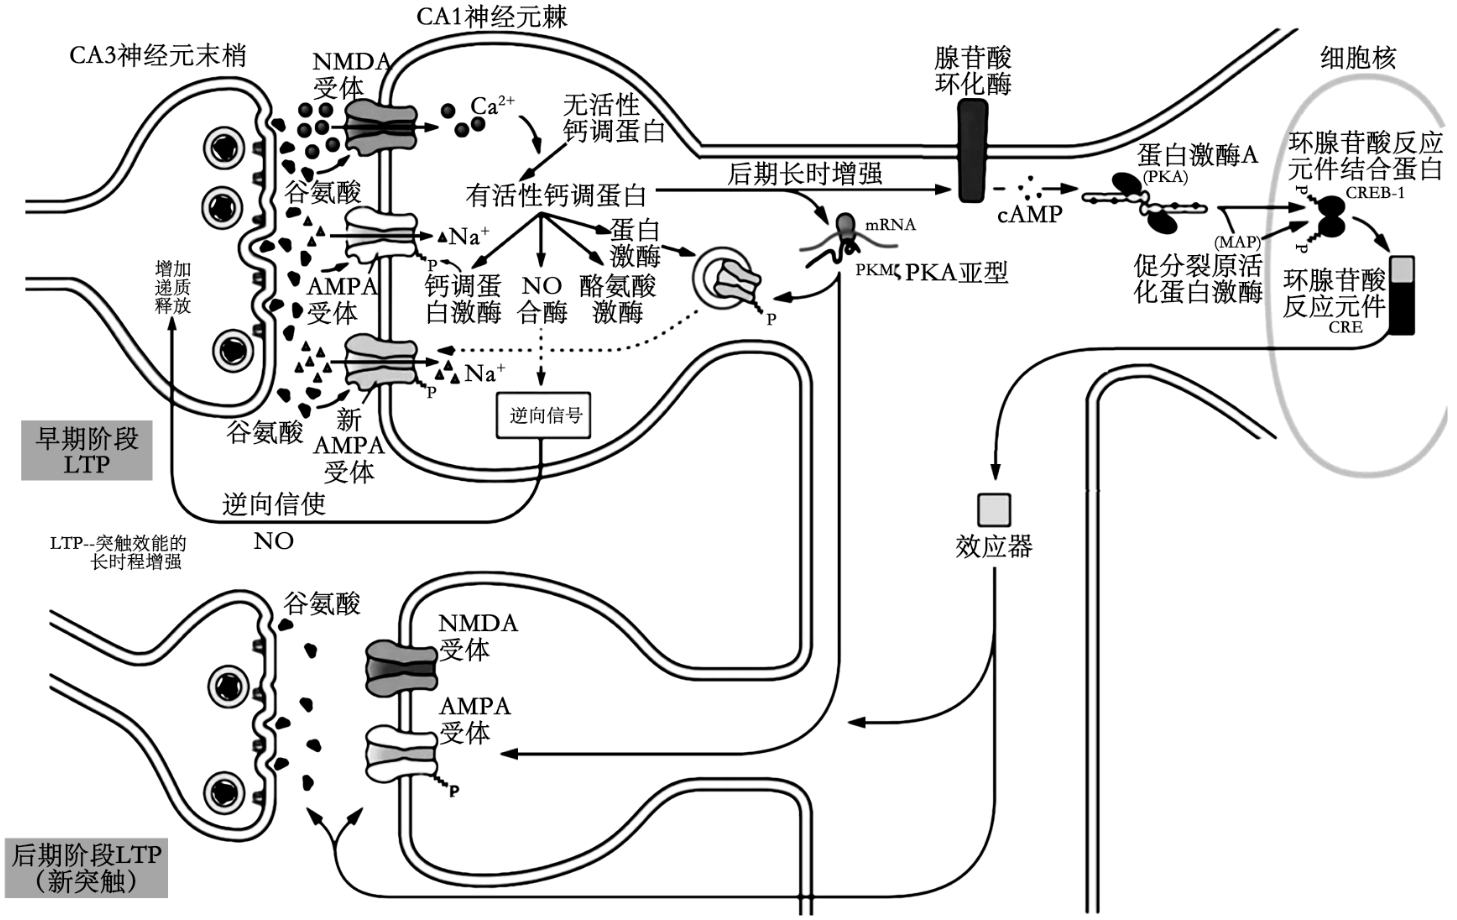 CA1神经元棘
CA3神经元末梢
NMDA
受体
Ca²⁺
无活性
钙调蛋白
腺苷酸
环化酶
细胞核
谷氨酸
有活性钙调蛋白
后期长时增强
cAMP
蛋白激酶A
(PKA)
环腺苷酸反应
元件结合蛋白
CREB-1
P
P
(MAP)
促分裂原活
化蛋白激酶
环腺苷酸
反应元件
CRE
Na⁺
P
AMPA
受体
钙调蛋
白激酶
NO
合酶
酪氨酸
激酶
蛋白
激酶
mRNA
PKMζ PKA亚型
P
增加
递质
释放
Na⁺
P
谷氨酸
新
AMPA
受体
逆向信号
早期阶段
LTP
逆向信使
NO
LTP--突触效能的
长时程增强
效应器
谷氨酸
NMDA
受体
AMPA
受体
P
后期阶段LTP
（新突触）